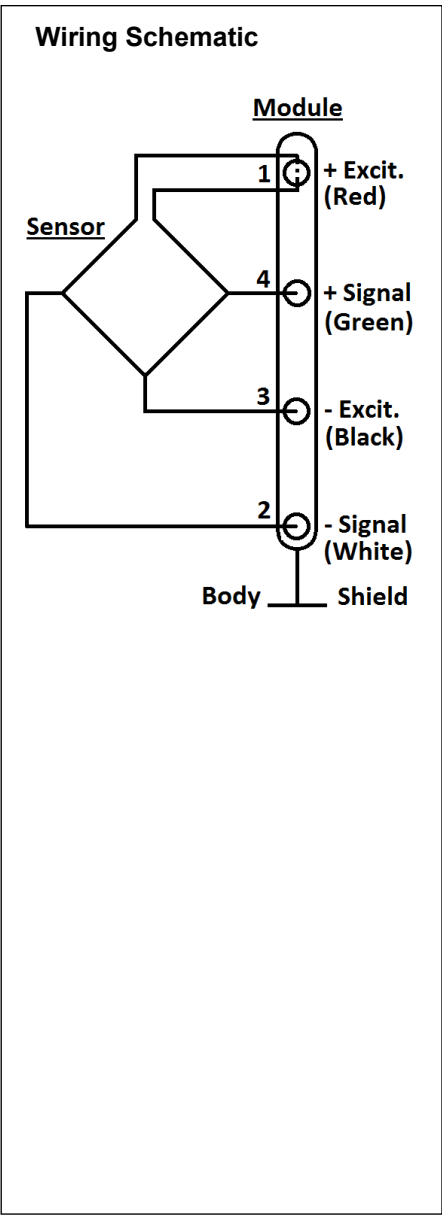 Wiring Schematic
Module
1
+ Excit.
(Red)
Sensor
4
+ Signal
(Green)
3
- Excit.
(Black)
2
- Signal
(White)
Body
Shield